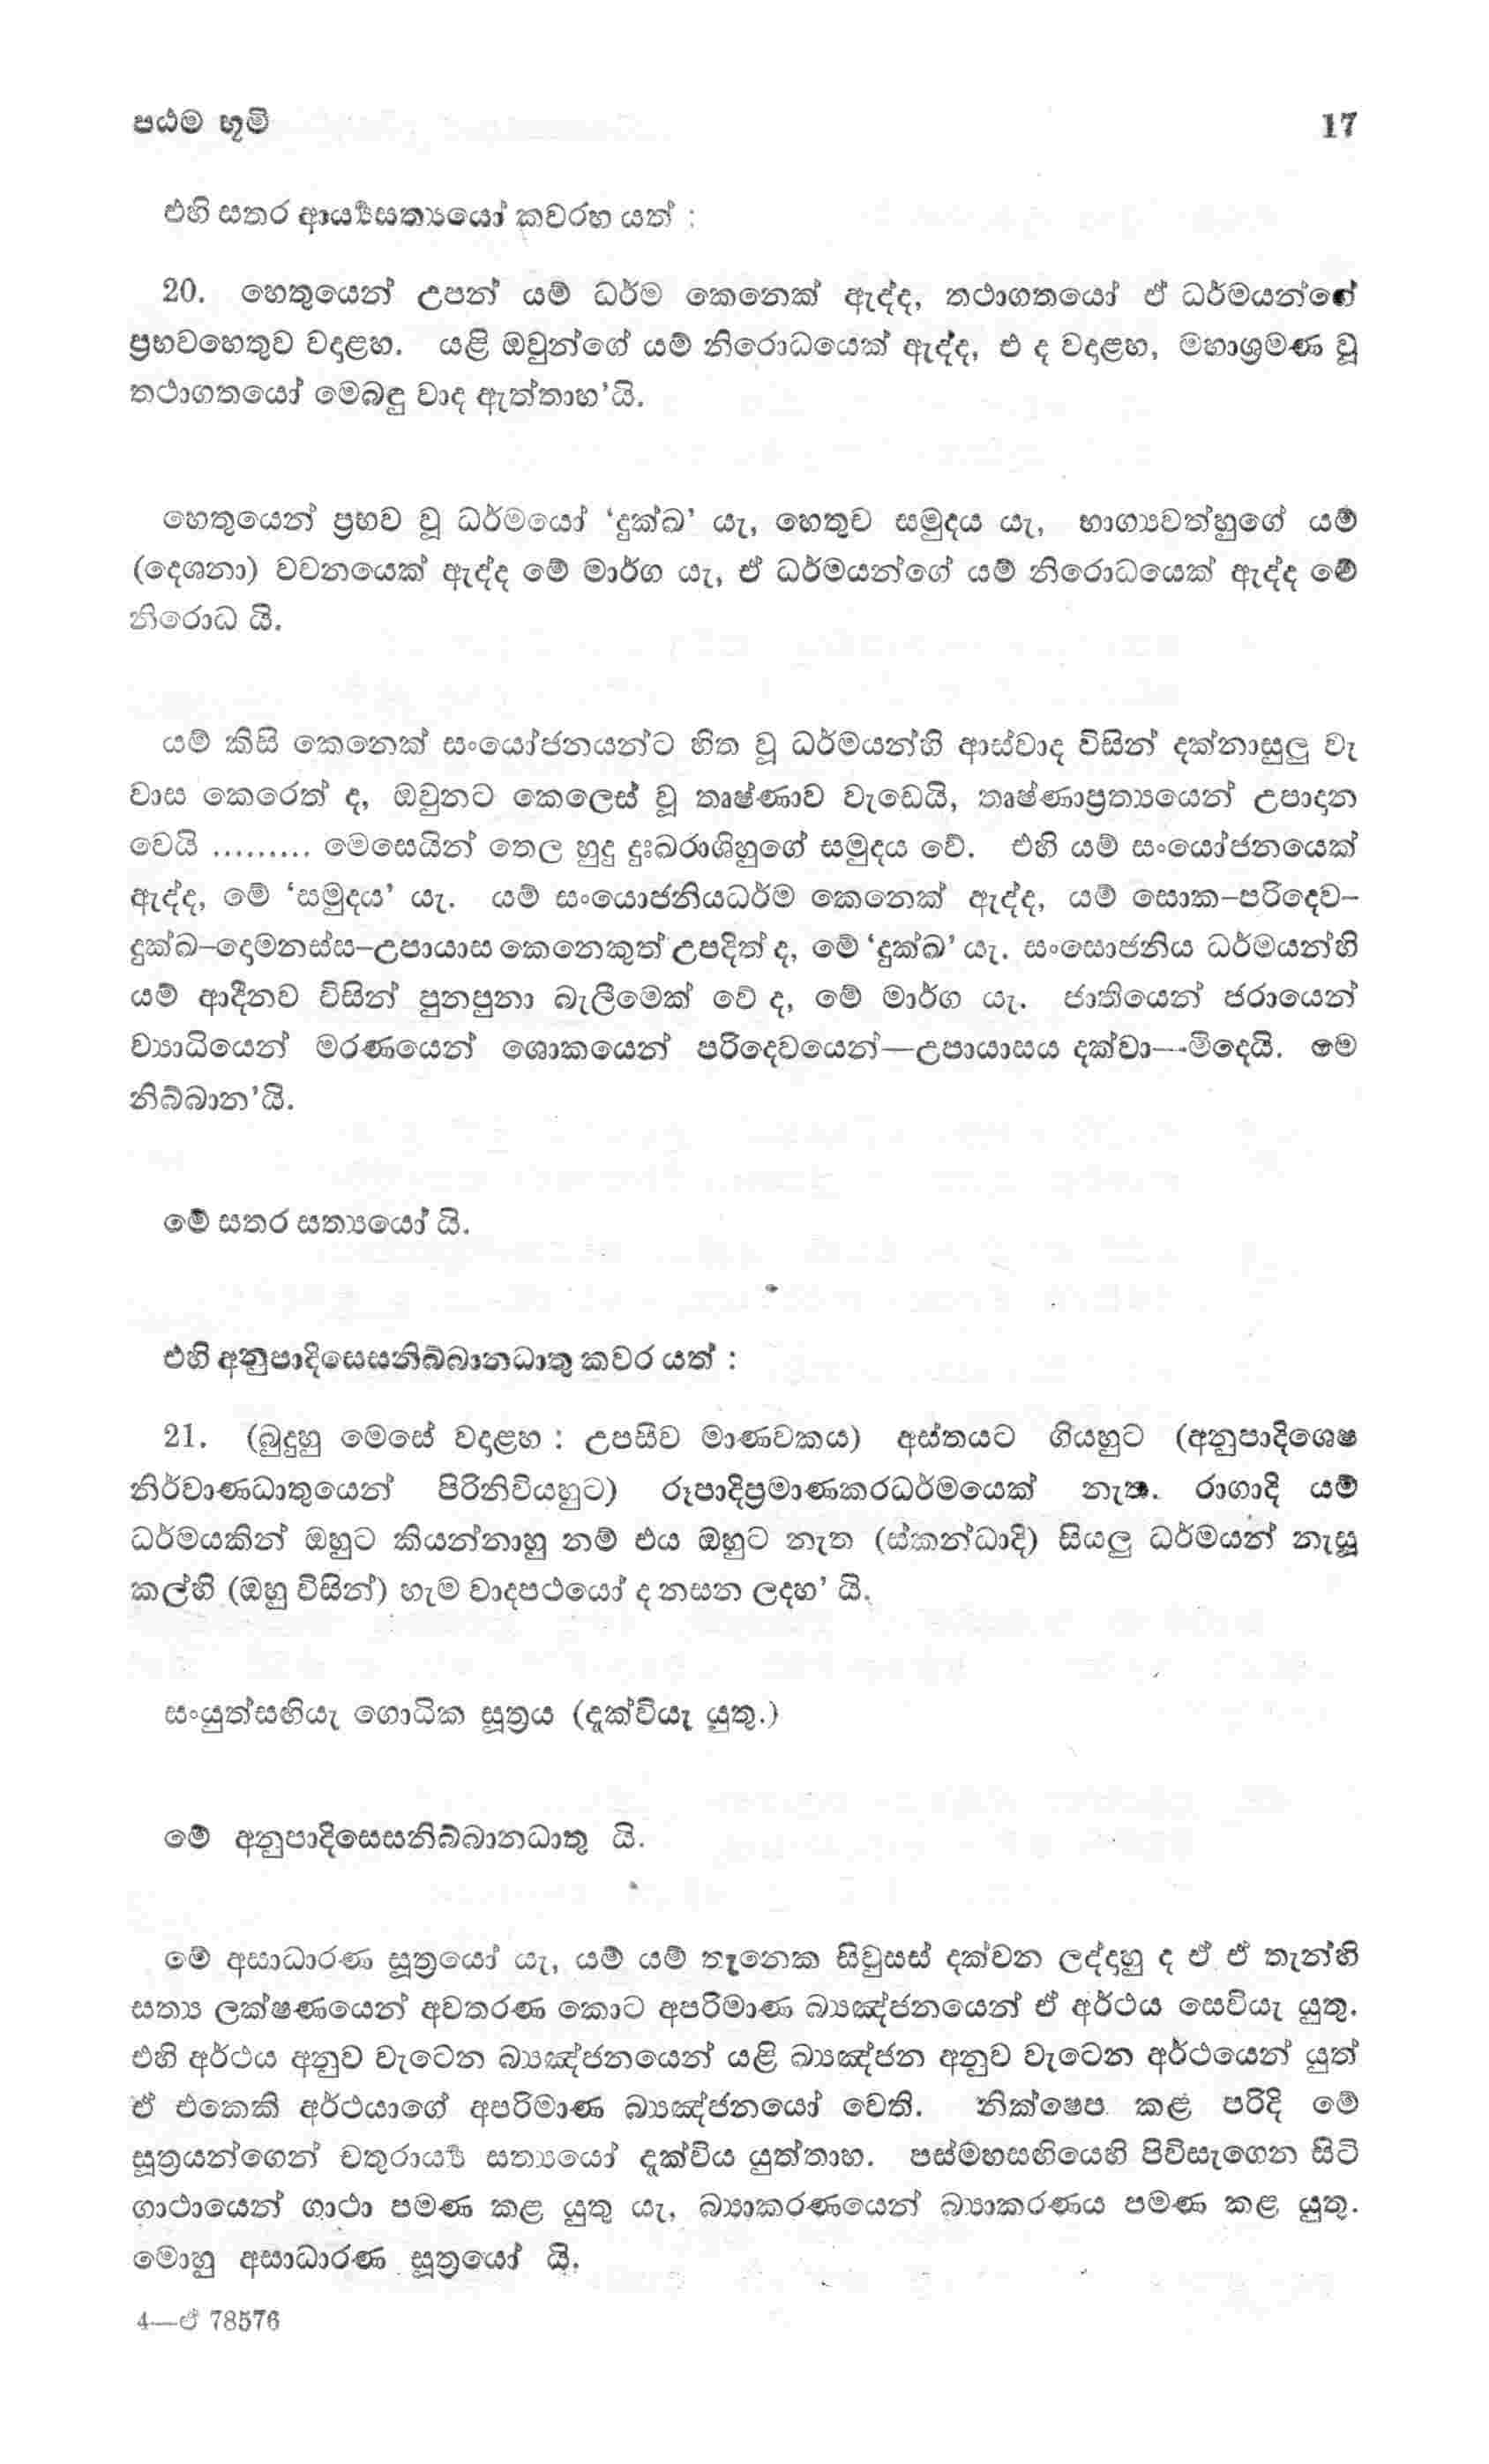 පඨම භූමි 17
එහි සතර ආර්‍ය්‍යසත්‍යයෝ කවරහ යත් :
20. හෙතුයෙන් උපන් යම් ධර්ම කෙනෙක් ඇද්ද, තථාගතයෝ ඒ ධර්මයන්ගේ
ප්‍රභවහෙතුව වදාළහ. යළි ඔවුන්ගේ යම් නිරොධයෙක් ඇද්ද, එ ද වදාළහ, මහාශ්‍රමණ වූ
තථාගතයෝ මෙබඳු වාද ඇත්තාහ’යි.
හෙතුයෙන් ප්‍රභව වූ ධර්මයෝ ‘දුක්ඛ’ යැ, හෙතුව සමුදය යැ, භාග්‍යවත්හුගේ යම්
(දෙශනා) වචනයෙක් ඇද්ද මේ මාර්ග යැ, ඒ ධර්මයන්ගේ යම් නිරොධයෙක් ඇද්ද මේ
නිරොධ යි.
යම් කිසි කෙනෙක් සංයෝජනයන්ට හිත වූ ධර්මයන්හි ආස්වාද විසින් දක්නාසුලු වැ
වාස කෙරෙත් ද, ඔවුනට කෙලෙස් වූ තෘෂ්ණාව වැඩෙයි, තෘෂ්ණාප්‍රත්‍යයෙන් උපාදාන
වෙයි ......... මෙසෙයින් තෙල හුදු දුඃඛරාශිහුගේ සමුදය වේ. එහි යම් සංයෝජනයෙක්
ඇද්ද, මේ ‘සමුදය’ යැ. යම් සංයොජනියධර්ම කෙනෙක් ඇද්ද, යම් සොක–පරිදෙව–
දුක්ඛ–දොමනස්ස–උපායාස කෙනෙකුත් උපදිත් ද, මේ ‘දුක්ඛ’ යැ. සංසොජනිය ධර්මයන්හි
යම් ආදීනව විසින් පුනපුනා බැලීමෙක් වේ ද, මේ මාර්ග යැ. ජාතියෙන් ජරායෙන්
ව්‍යාධියෙන් මරණයෙන් ශොකයෙන් පරිදෙවයෙන්—උපායාසය දක්වා—මිදෙයි. මේ
නිබ්බාන’යි.
මේ සතර සත්‍යයෝ යි.
එහි අනුපාදිසෙසනිබ්බානධාතු කවර යත් :
21. (බුදුහු මෙසේ වදාළහ : උපසීව මාණවකය) අස්තයට ගියහුට (අනුපාදිශෙෂ
නිර්වාණධාතුයෙන් පිරිනිවියහුට) රූපාදිප්‍රමාණකරධර්මයෙක් නැත. රාගාදි යම්
ධර්මයකින් ඔහුට කියන්නාහු නම් එය ඔහුට නැත (ස්කන්ධාදි) සියලු ධර්මයන් නැසූ
කල්හි (ඔහු විසින්) හැම වාදපථයෝ ද නසන ලදහ’ යි.
සංයුත්සඟියැ ගොධික සූත්‍රය (දැක්වියැ යුතු.)
මේ අනුපාදිසෙසනිබ්බානධාතු යි.
මේ අසාධාරණ සූත්‍රයෝ යැ, යම් යම් තැනෙක සිවුසස් දක්වන ලද්දාහු ද ඒ ඒ තැන්හි
සත්‍ය ලක්ෂණයෙන් අවතරණ කොට අපරිමාණ බ්‍යඤ්ජනයෙන් ඒ අර්ථය සෙවියැ යුතු.
එහි අර්ථය අනුව වැටෙන බ්‍යඤ්ජනයෙන් යළි බ්‍යඤ්ජන අනුව වැටෙන අර්ථයෙන් යුත්
ඒ එකෙකි අර්ථයාගේ අපරිමාණ බ්‍යඤ්ජනයෝ වෙති. නික්ෂෙප කළ පරිදි මේ
සූත්‍රයන්ගෙන් චතුරාර්‍ය්‍ය සත්‍යයෝ දැක්විය යුත්තාහ. පස්මහසඟියෙහි පිවිසැගෙන සිටි
ගාථායෙන් ගාථා පමණ කළ යුතු යැ, බ්‍යාකරණයෙන් බ්‍යාකරණය පමණ කළ යුතු.
මොහු අසාධාරණ සූත්‍රයෝ යි.
4—ඒ 78576